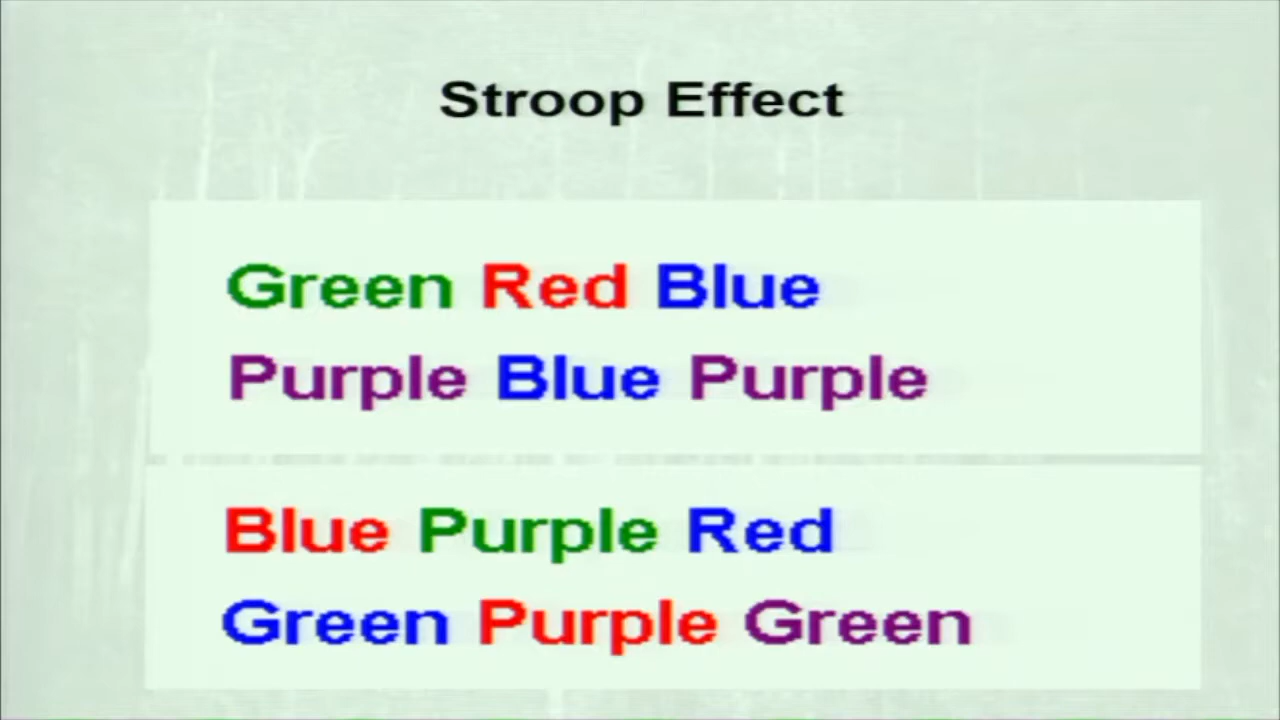 Stroop Effect
Green Red Blue
Purple Blue Purple
Blue Purple Red
Green Purple Green